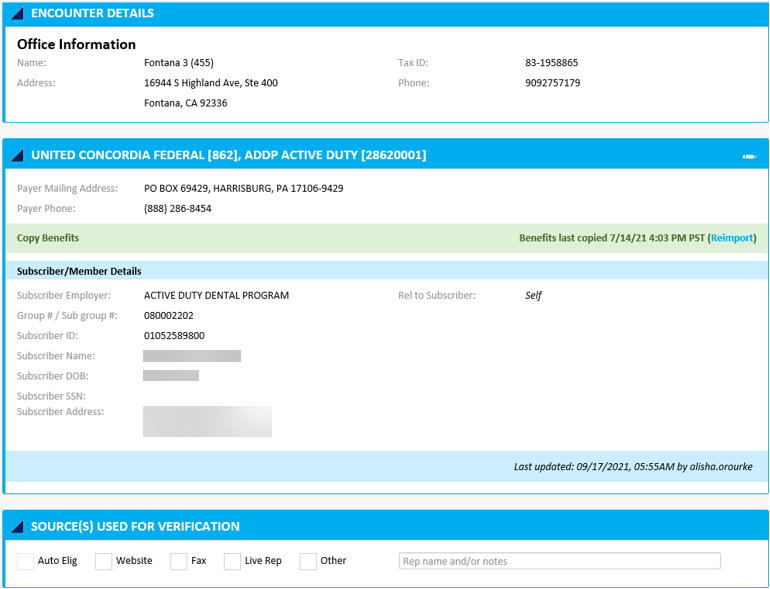 ENCOUNTER DETAILS
Office Information
Name: Fontana 3 (455) Tax ID: 83-1958865
Address: 16944 S Highland Ave, Ste 400 Phone: 9092757179
Fontana, CA 92336
UNITED CONCORDIA FEDERAL [862], ADDP ACTIVE DUTY [28620001]
Payer Mailing Address: PO BOX 69429, HARRISBURG, PA 17106-9429
Payer Phone: (888) 286-8454
Copy Benefits Benefits last copied 7/14/21 4:03 PM PST (Reimport)
Subscriber/Member Details
Subscriber Employer: ACTIVE DUTY DENTAL PROGRAM Rel to Subscriber: Self
Group # / Sub group #: 080002202
Subscriber ID: 01052589800
Subscriber Name:
Subscriber DOB:
Subscriber SSN:
Subscriber Address:
Last updated: 09/17/2021, 05:55AM by alisha.orourke
SOURCE(S) USED FOR VERIFICATION
Auto Elig Website Fax Live Rep Other Rep name and/or notes